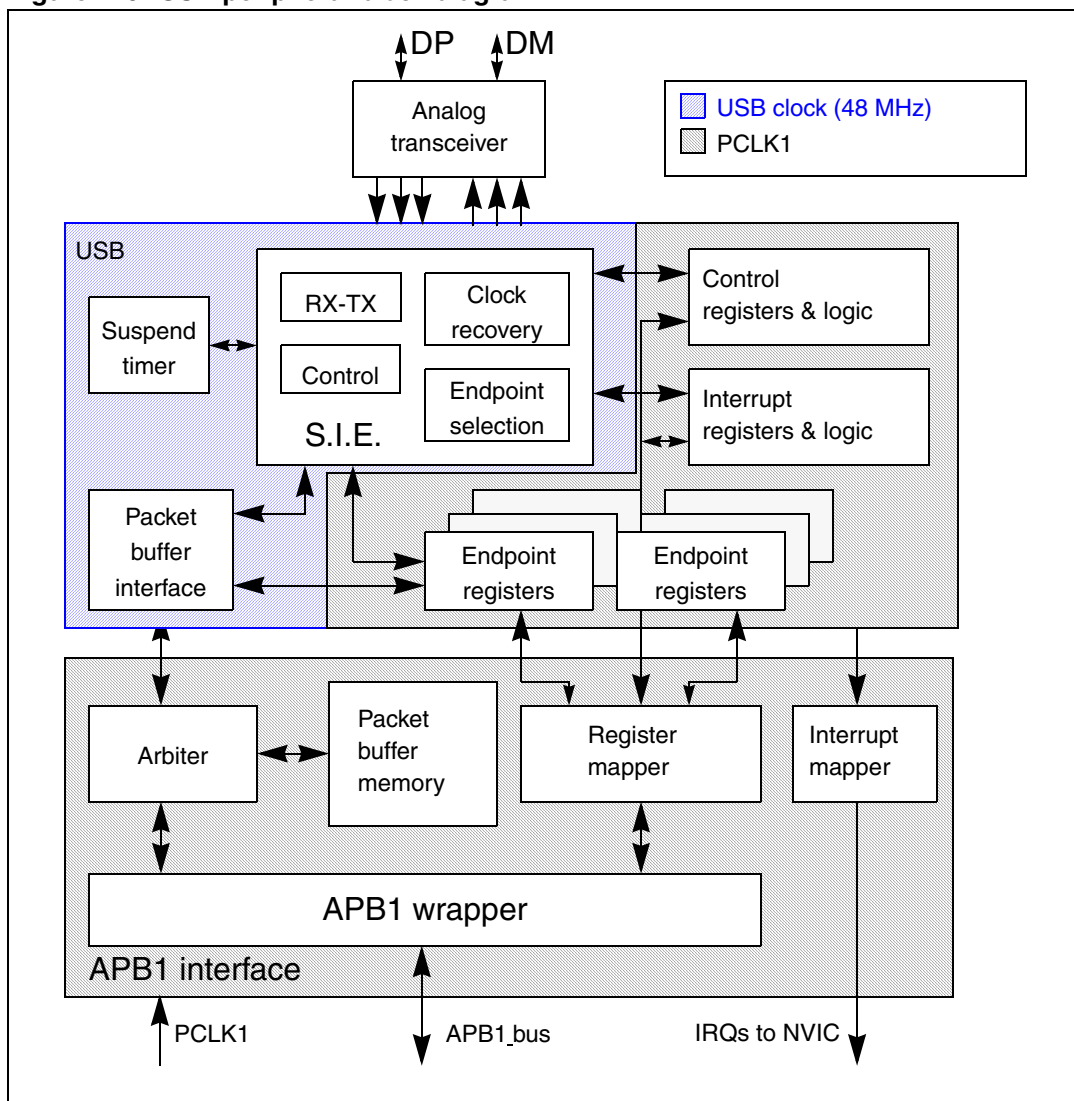 DP DM
Analog
transceiver
USB clock (48 MHz)
PCLK1
USB
Suspend
timer
RX-TX
Control
Clock
recovery
Endpoint
selection
S.I.E.
Control
registers & logic
Interrupt
registers & logic
Packet
buffer
interface
Endpoint
registers
Endpoint
registers
Arbiter
Packet
buffer
memory
Register
mapper
Interrupt
mapper
APB1 wrapper
APB1 interface
PCLK1
APB1_bus
IRQs to NVIC